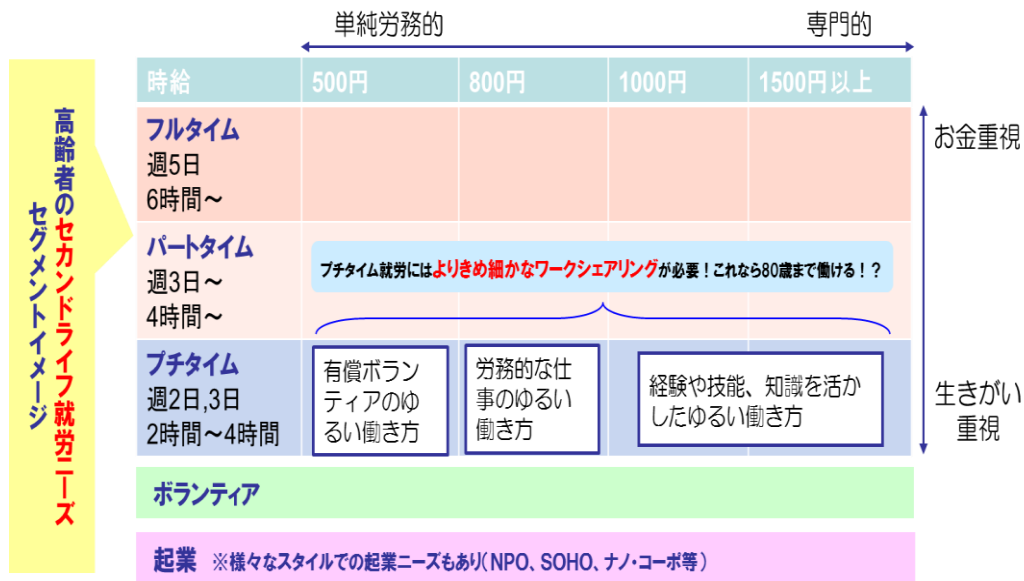 単純労務的
専門的
高齢者のセカンドライフ就労ニーズ
セグメントイメージ
時給
500円
800円
1000円
1500円以上
フルタイム
週5日
6時間～
お金重視
パートタイム
週3日～
4時間～
プチタイム就労にはよりきめ細かなワークシェアリングが必要！これなら80歳まで働ける！？
プチタイム
週2日,3日
2時間～4時間
有償ボラン
ティアのゆ
るい働き方
労務的な仕
事のゆるい
働き方
経験や技能、知識を活か
したゆるい働き方
生きがい
重視
ボランティア
起業 ※様々なスタイルでの起業ニーズもあり(NPO、SOHO、ナノ・コーポ等)